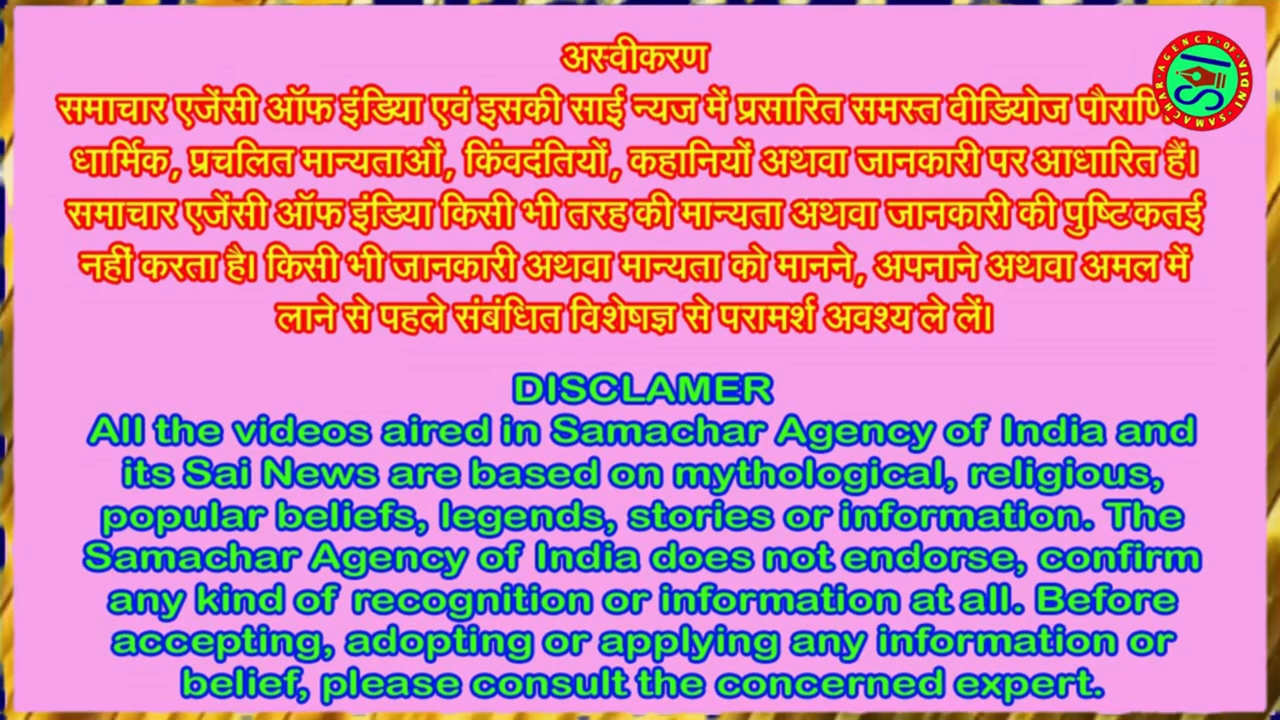 अस्वीकरण
समाचार एजेंसी ऑफ इंडिया एवं इसकी साई न्यज में प्रसारित समस्त वीडियोज
धार्मिक, प्रचलित मान्यताओं, किंवदंतियों, कहानियों अथवा जानकारी पर आधारित हैं।
समाचार एजेंसी ऑफ इंडिया किसी भी तरह की मान्यता अथवा जानकारी की पुष्टि कतई
नहीं करता है। किसी भी जानकारी अथवा मान्यता को मानने, अपनाने अथवा अमल में
लाने से पहले संबंधित विशेषज्ञ से परामर्श अवश्य ले लें।
DISCLAMER
All the videos aired in Samachar Agency of India and
its Sai News are based on mythological, religious,
popular beliefs, legends, stories or information. The
Samachar Agency of India does not endorse, confirm
any kind of recognition or information at all. Before
accepting, adopting or applying any information or
belief, please consult the concerned expert.
SAMACHAR AGENCY OF INDIA